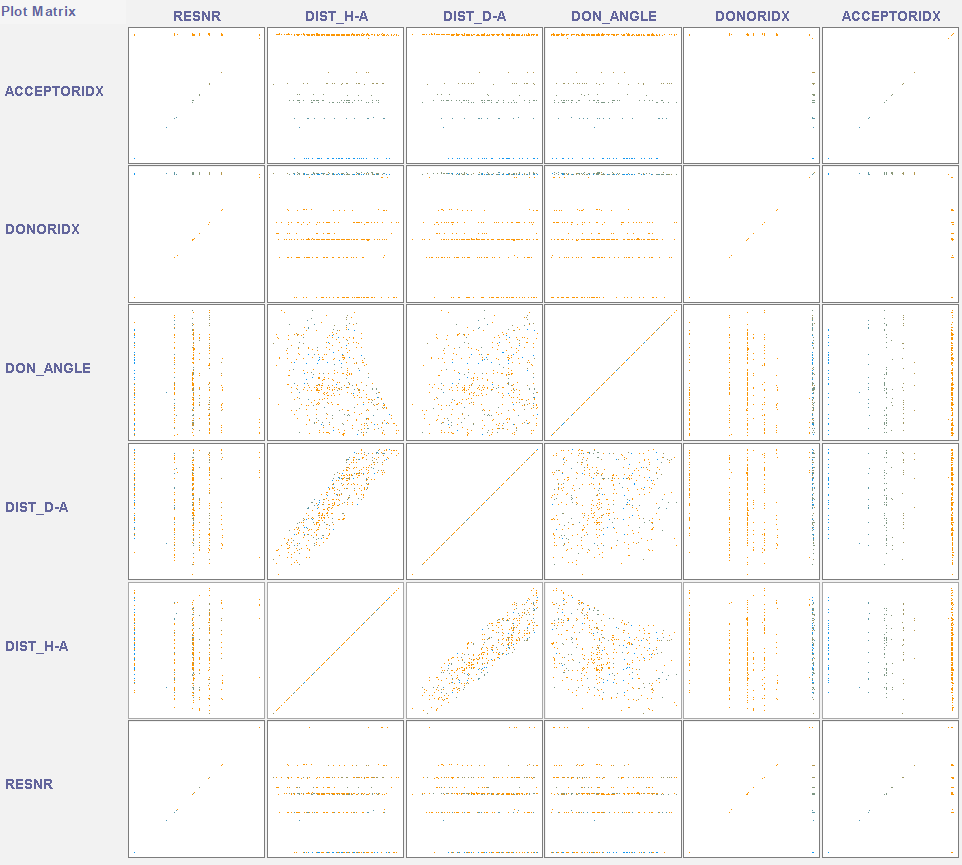 Plot Matrix
RESNR DIST_H-A DIST_D-A DON_ANGLE DONORIDX ACCEPTORIDX
ACCEPTORIDX
DONORIDX
DON_ANGLE
DIST_D-A
DIST_H-A
RESNR